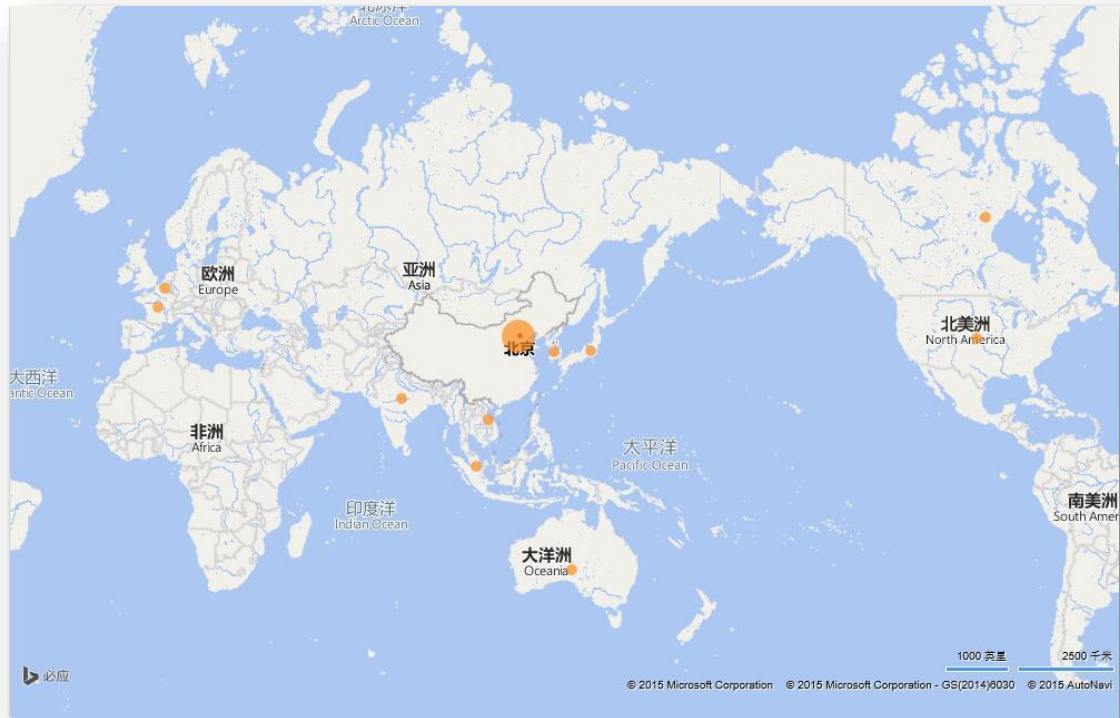 北冰洋
Arctic Ocean
欧洲
Europe
亚洲
Asia
北京
北美洲
North America
大西洋
antic Ocean
非洲
Africa
太平洋
Pacific Ocean
印度洋
Indian Ocean
南美洲
South Amer
大洋洲
Oceania
1000 英里
2500 千米
必应
© 2015 Microsoft Corporation © 2015 Microsoft Corporation - GS(2014)6030 © 2015 AutoNavi